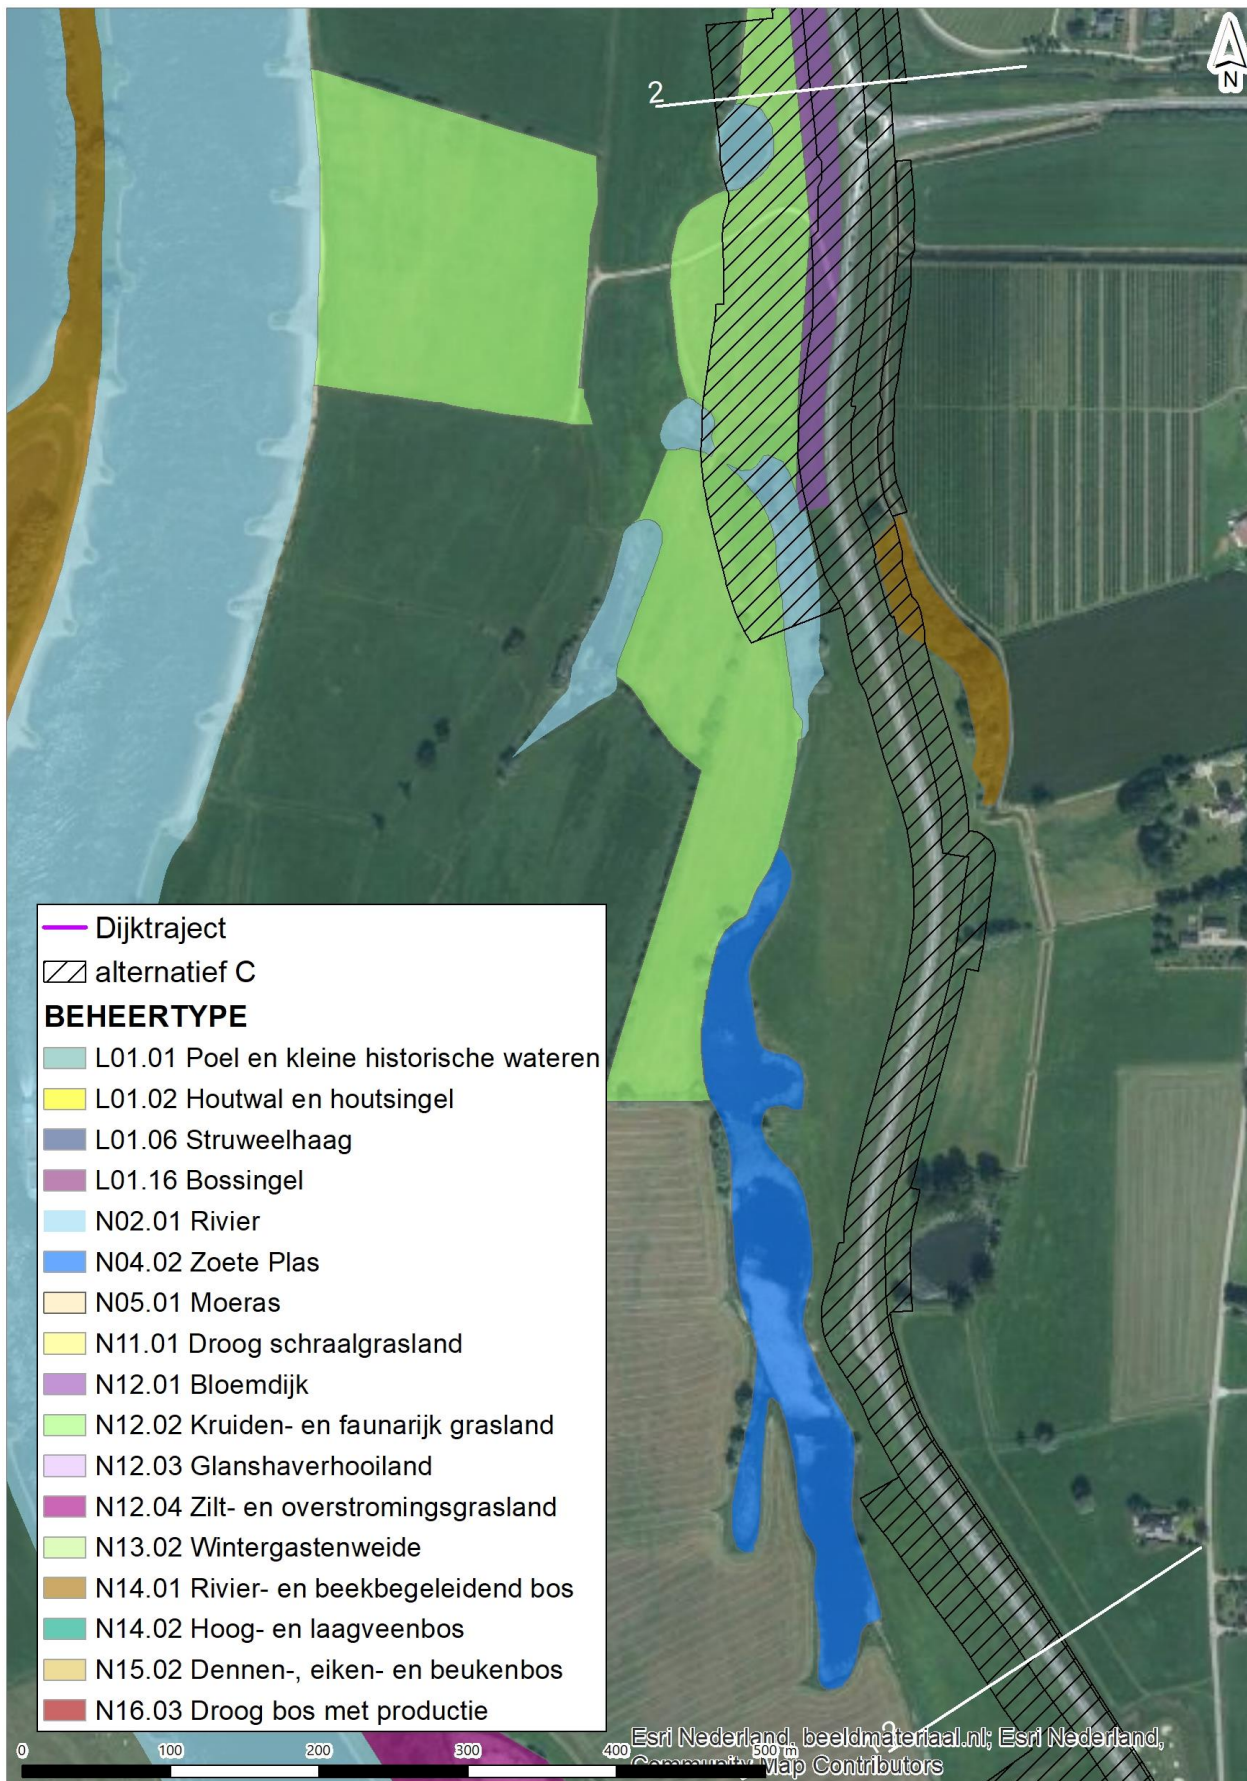 N
2
Dijktraject
alternatief C
BEHEERTYPE
L01.01 Poel en kleine historische wateren
L01.02 Houtwal en houtsingel
L01.06 Struweelhaag
L01.16 Bossingel
N02.01 Rivier
N04.02 Zoete Plas
N05.01 Moeras
N11.01 Droog schraalgrasland
N12.01 Bloemdijk
N12.02 Kruiden- en faunarijk grasland
N12.03 Glanshaverhooiland
N12.04 Zilt- en overstromingsgrasland
N13.02 Wintergastenweide
N14.01 Rivier- en beekbegeleidend bos
N14.02 Hoog- en laagveenbos
N15.02 Dennen-, eiken- en beukenbos
N16.03 Droog bos met productie
Esri Nederland, beeldmateriaal.nl; Esri Nederland,
Community Map Contributors
0 100 200 300 400 500 m